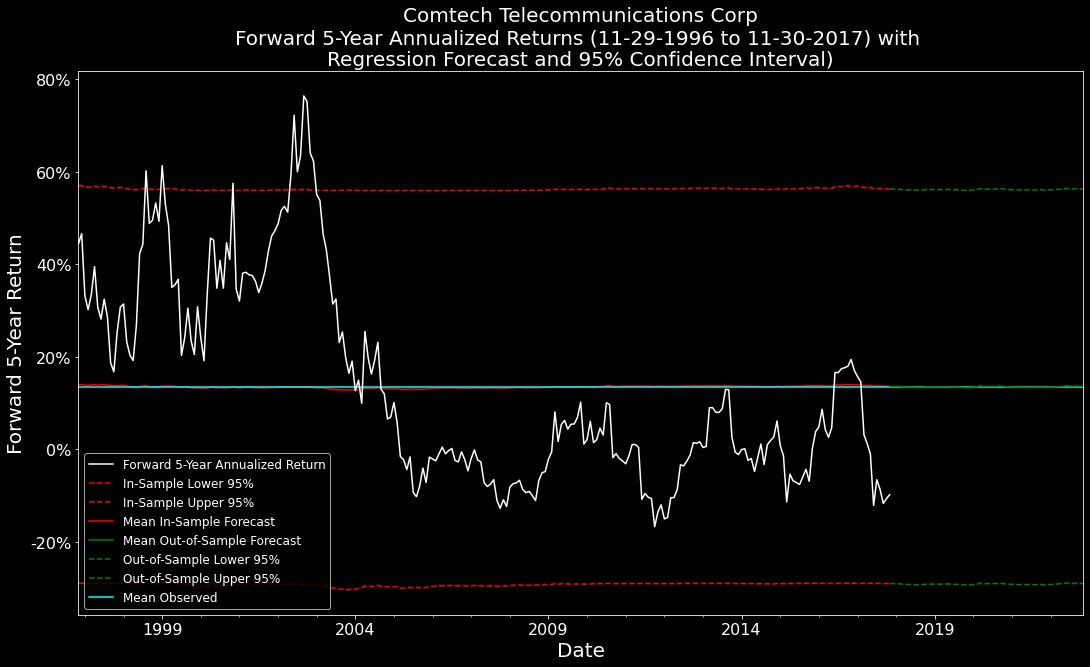 Comtech Telecommunications Corp
Forward 5-Year Annualized Returns (11-29-1996 to 11-30-2017) with
Regression Forecast and 95% Confidence Interval)
Forward 5-Year Return
80%
60%
40%
20%
0%
-20%
Forward 5-Year Annualized Return
In-Sample Lower 95%
In-Sample Upper 95%
Mean In-Sample Forecast
Mean Out-of-Sample Forecast
Out-of-Sample Lower 95%
Out-of-Sample Upper 95%
Mean Observed
1999 2004 2009 2014 2019
Date